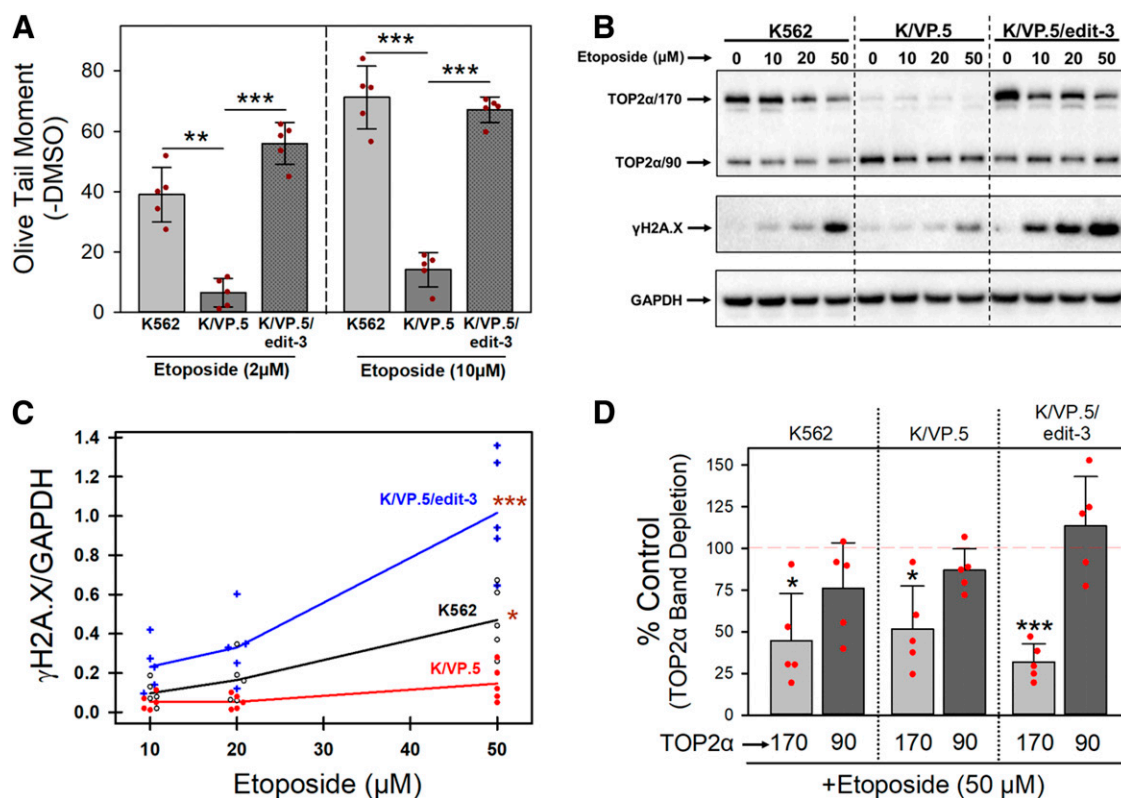 A
Olive Tail Moment
(-DMSO)
80
60
40
20
0
**
***
***
***
K562
K/VP.5
K/VP.5/
edit-3
K562
K/VP.5
K/VP.5/
edit-3
Etoposide (2µM)
Etoposide (10µM)
B
K562
K/VP.5
K/VP.5/edit-3
Etoposide (µM)
0 10 20 50 0 10 20 50 0 10 20 50
TOP2α/170
TOP2α/90
γH2A.X
GAPDH
C
γH2A.X/GAPDH
1.4
1.2
1.0
0.8
0.6
0.4
0.2
0.0
K/VP.5/edit-3
***
K562
*
K/VP.5
10 20 30 40 50
Etoposide (µM)
D
K562
K/VP.5
K/VP.5/
edit-3
% Control
(TOP2α Band Depletion)
150
125
100
75
50
25
0
*
*
***
TOP2α
170 90 170 90 170 90
+Etoposide (50 µM)